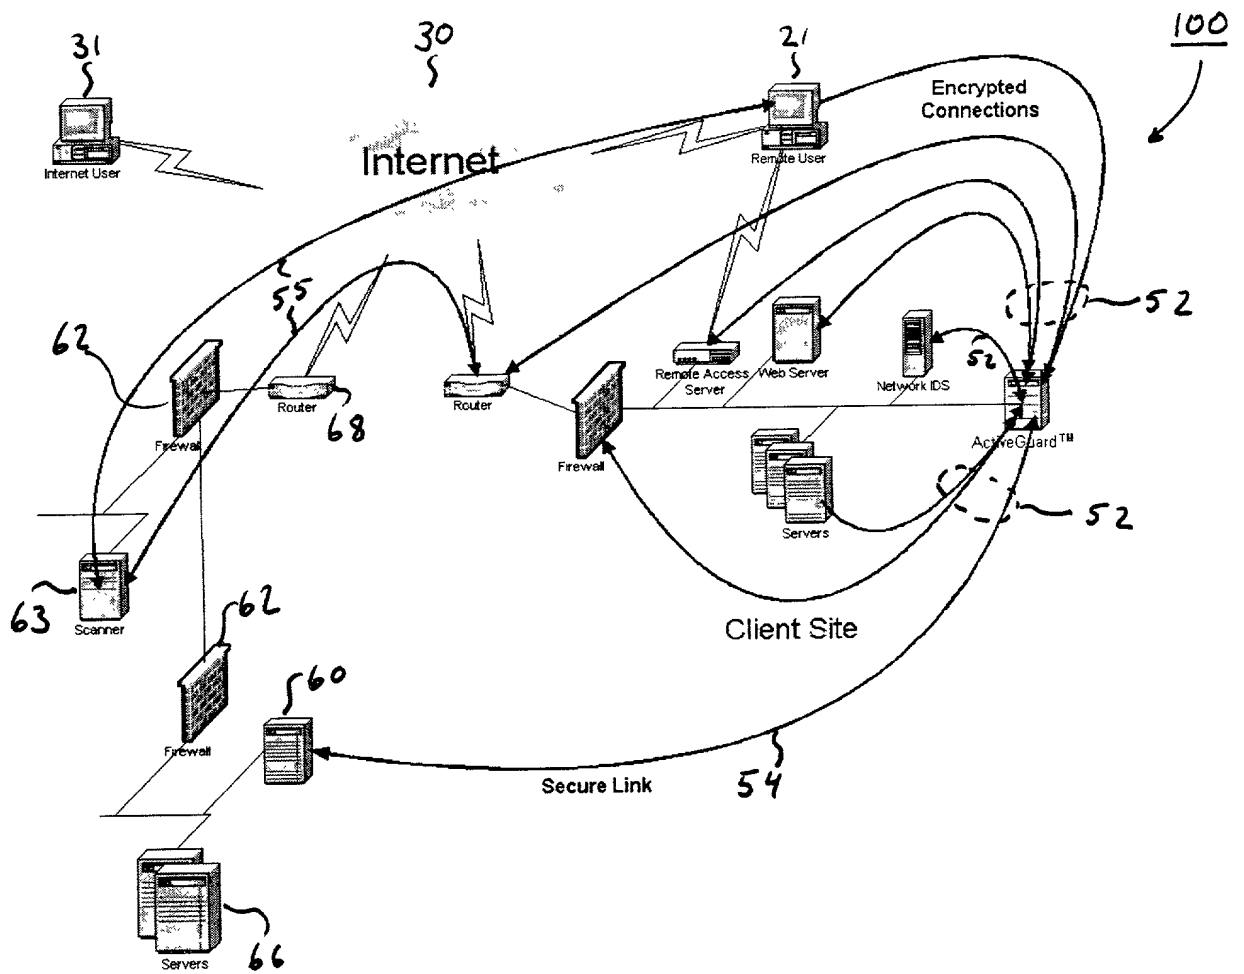 31
30
21
100
Encrypted
Connections
Internet User
Internet
Remote User
55
55
52
62
52
Router
68
Router
Remote Access
Server
Web Server
Network IDS
ActiveGuard™
Firewall
Firewall
52
Servers
63
Scanner
62
Client Site
60
Firewall
Secure Link
54
Servers
66